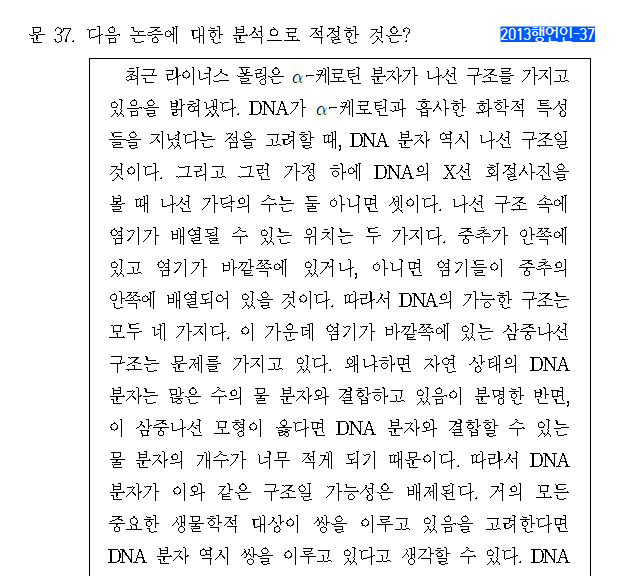 문 37. 다음 논증에 대한 분석으로 적절한 것은?
2013행언인-37
최근 라이너스 폴링은 α-케로틴 분자가 나선 구조를 가지고
있음을 밝혀냈다. DNA가 α-케로틴과 흡사한 화학적 특성
들을 지녔다는 점을 고려할 때, DNA 분자 역시 나선 구조일
것이다. 그리고 그런 가정 하에 DNA의 X선 회절사진을
볼 때 나선 가닥의 수는 둘 아니면 셋이다. 나선 구조 속에
염기가 배열될 수 있는 위치는 두 가지다. 중추가 안쪽에
있고 염기가 바깥쪽에 있거나, 아니면 염기들이 중추의
안쪽에 배열되어 있을 것이다. 따라서 DNA의 가능한 구조는
모두 네 가지다. 이 가운데 염기가 바깥쪽에 있는 삼중나선
구조는 문제를 가지고 있다. 왜냐하면 자연 상태의 DNA
분자는 많은 수의 물 분자와 결합하고 있음이 분명한 반면,
이 삼중나선 모형이 옳다면 DNA 분자와 결합할 수 있는
물 분자의 개수가 너무 적게 되기 때문이다. 따라서 DNA
분자가 이와 같은 구조일 가능성은 배제된다. 거의 모든
중요한 생물학적 대상이 쌍을 이루고 있음을 고려한다면
DNA 분자 역시 쌍을 이루고 있다고 생각할 수 있다. DNA